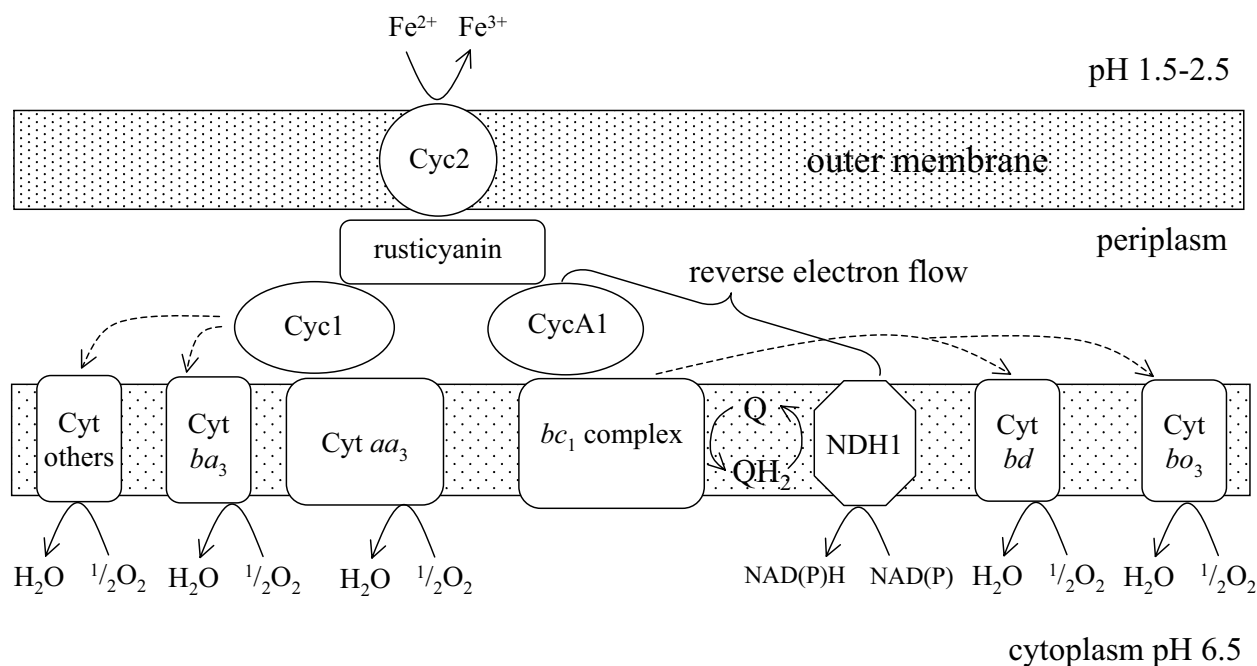 Fe²⁺ Fe³⁺
pH 1.5-2.5
Cyc2
outer membrane
rusticyanin
periplasm
reverse electron flow
Cyc1
CycA1
Cyt
others
Cyt
ba₃
Cyt aa₃
bc₁ complex
Q
QH₂
NDH1
Cyt
bd
Cyt
bo₃
H₂O ¹/₂O₂
H₂O ¹/₂O₂
H₂O ¹/₂O₂
NAD(P)H NAD(P)
H₂O ¹/₂O₂
H₂O ¹/₂O₂
cytoplasm pH 6.5